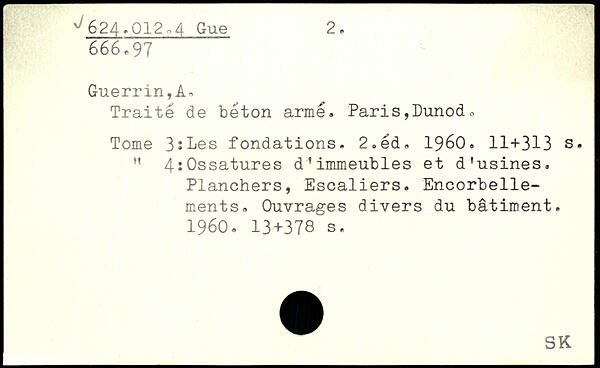 √624.012.4 Gue 2.
666.97
Guerrin,A.
Traité de béton armé. Paris,Dunod.
Tome 3:Les fondations. 2.éd. 1960. 11+313 s.
" 4:Ossatures d'immeubles et d'usines.
Planchers, Escaliers. Encorbelle-
ments. Ouvrages divers du bâtiment.
1960. 13+378 s.
SK